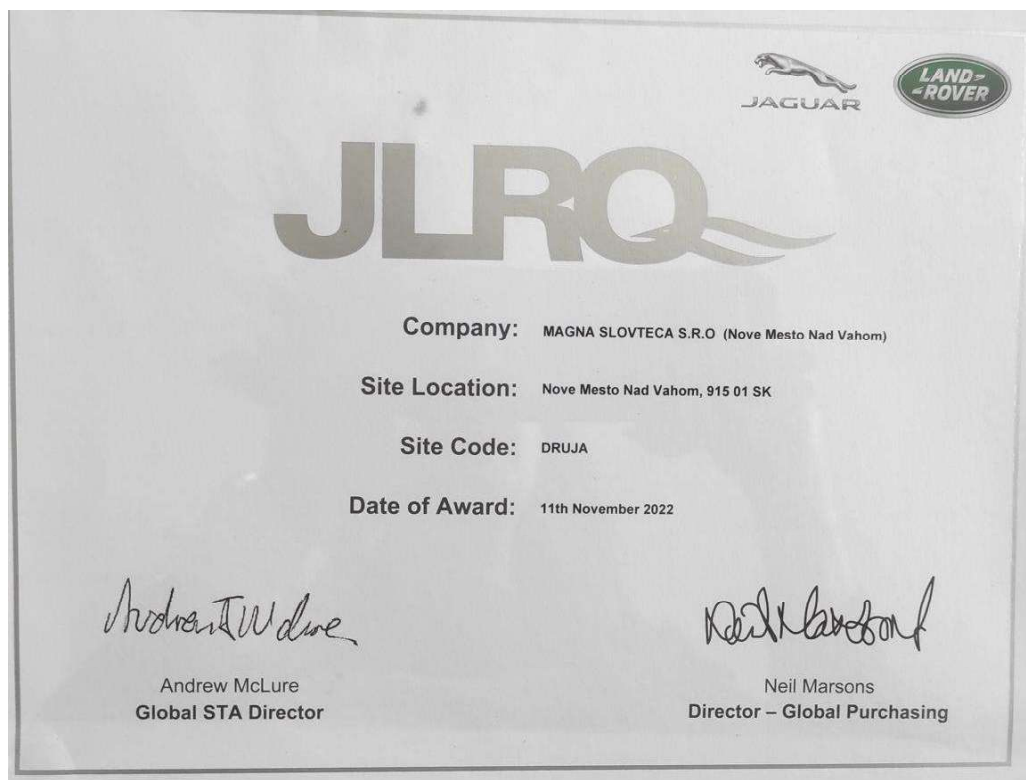 JAGUAR
LAND-
-ROVER
JLRQ
Company: MAGNA SLOVTECA S.R.O (Nove Mesto Nad Vahom)
Site Location: Nove Mesto Nad Vahom, 915 01 SK
Site Code: DRUJA
Date of Award: 11th November 2022
Andrew McLure
Global STA Director
Neil Marsons
Director – Global Purchasing